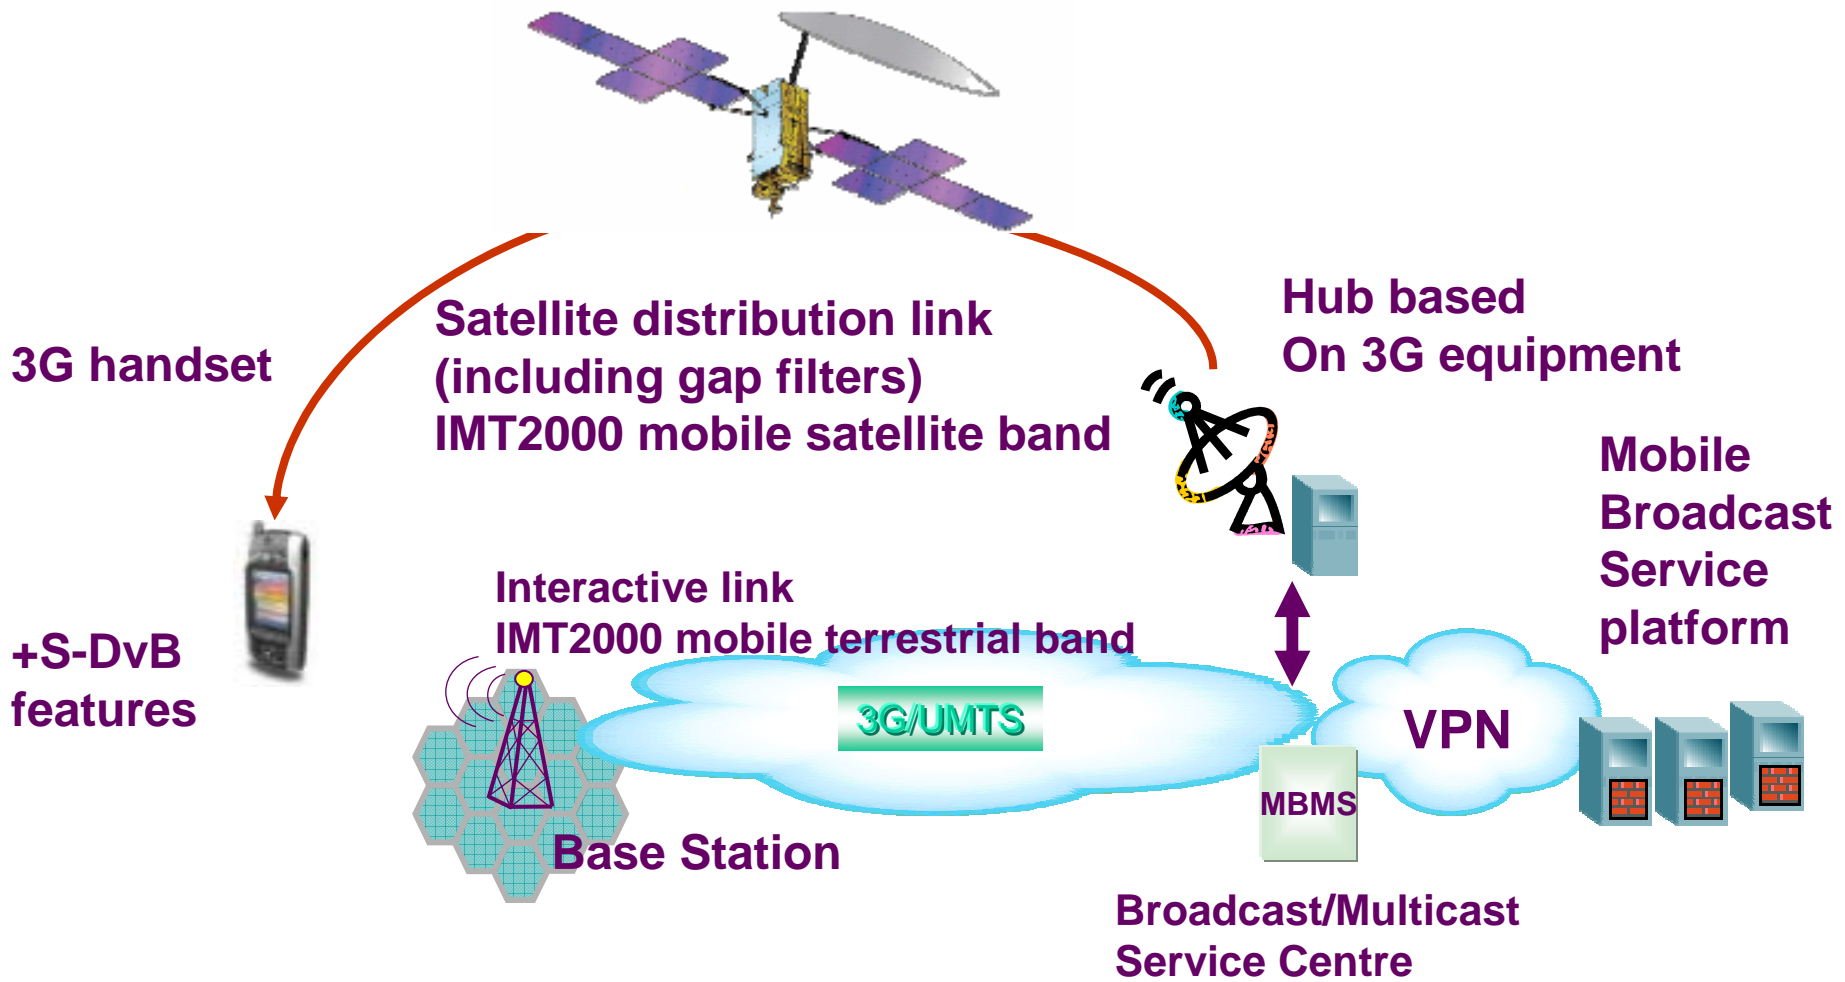 Satellite distribution link
(including gap filters)
IMT2000 mobile satellite band
Hub based
On 3G equipment
3G handset
Mobile
Broadcast
Service
platform
Interactive link
IMT2000 mobile terrestrial band
+S-DvB
features
3G/UMTS
VPN
MBMS
Base Station
Broadcast/Multicast
Service Centre